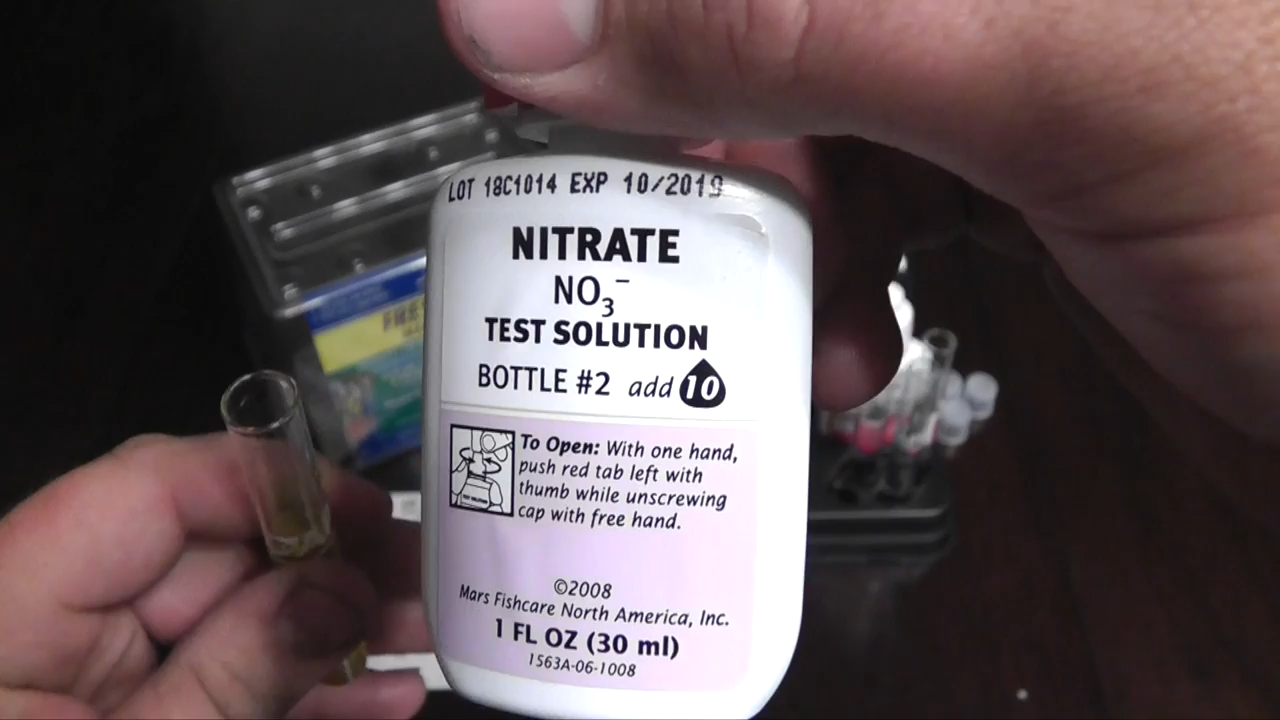 LOT 18C1014 EXP 10/2019
NITRATE
NO₃⁻
TEST SOLUTION
BOTTLE #2 add 10
To Open: With one hand,
push red tab left with
thumb while unscrewing
cap with free hand.
©2008
Mars Fishcare North America, Inc.
1 FL OZ (30 ml)
1563A-06-1008